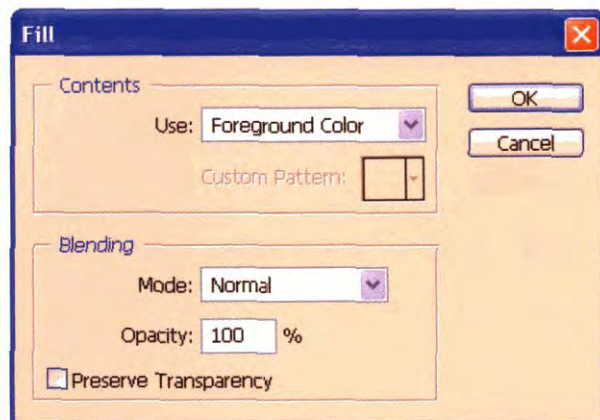 Fill
Contents
OK
Use: Foreground Color
Cancel
Custom Pattern:
Blending
Mode: Normal
Opacity: 100 %
Preserve Transparency